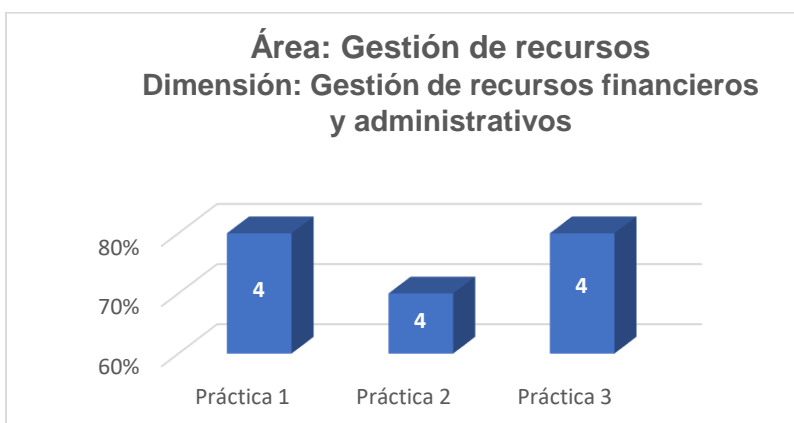 Área: Gestión de recursos
Dimensión: Gestión de recursos financieros
y administrativos
80%
70%
60%
4
4
4
Práctica 1
Práctica 2
Práctica 3